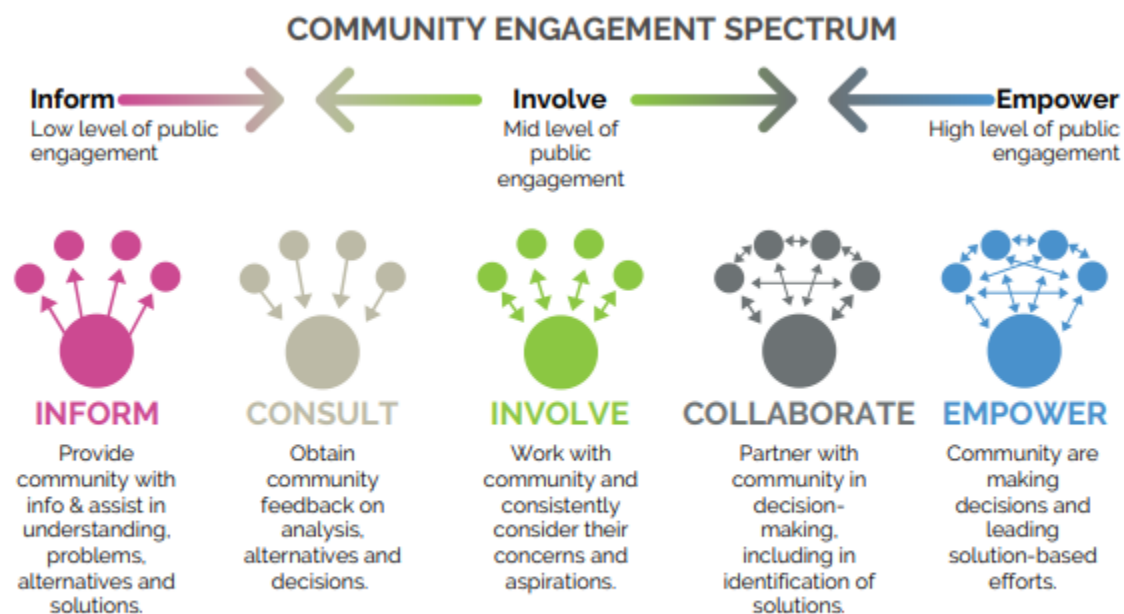 COMMUNITY ENGAGEMENT SPECTRUM
Inform
Low level of public
engagement
Involve
Mid level of
public
engagement
Empower
High level of public
engagement
INFORM
Provide
community with
info & assist in
understanding,
problems,
alternatives and
solutions.
CONSULT
Obtain
community
feedback on
analysis,
alternatives and
decisions.
INVOLVE
Work with
community and
consistently
consider their
concerns and
aspirations.
COLLABORATE
Partner with
community in
decision-
making,
including in
identification of
solutions.
EMPOWER
Community are
making
decisions and
leading
solution-based
efforts.